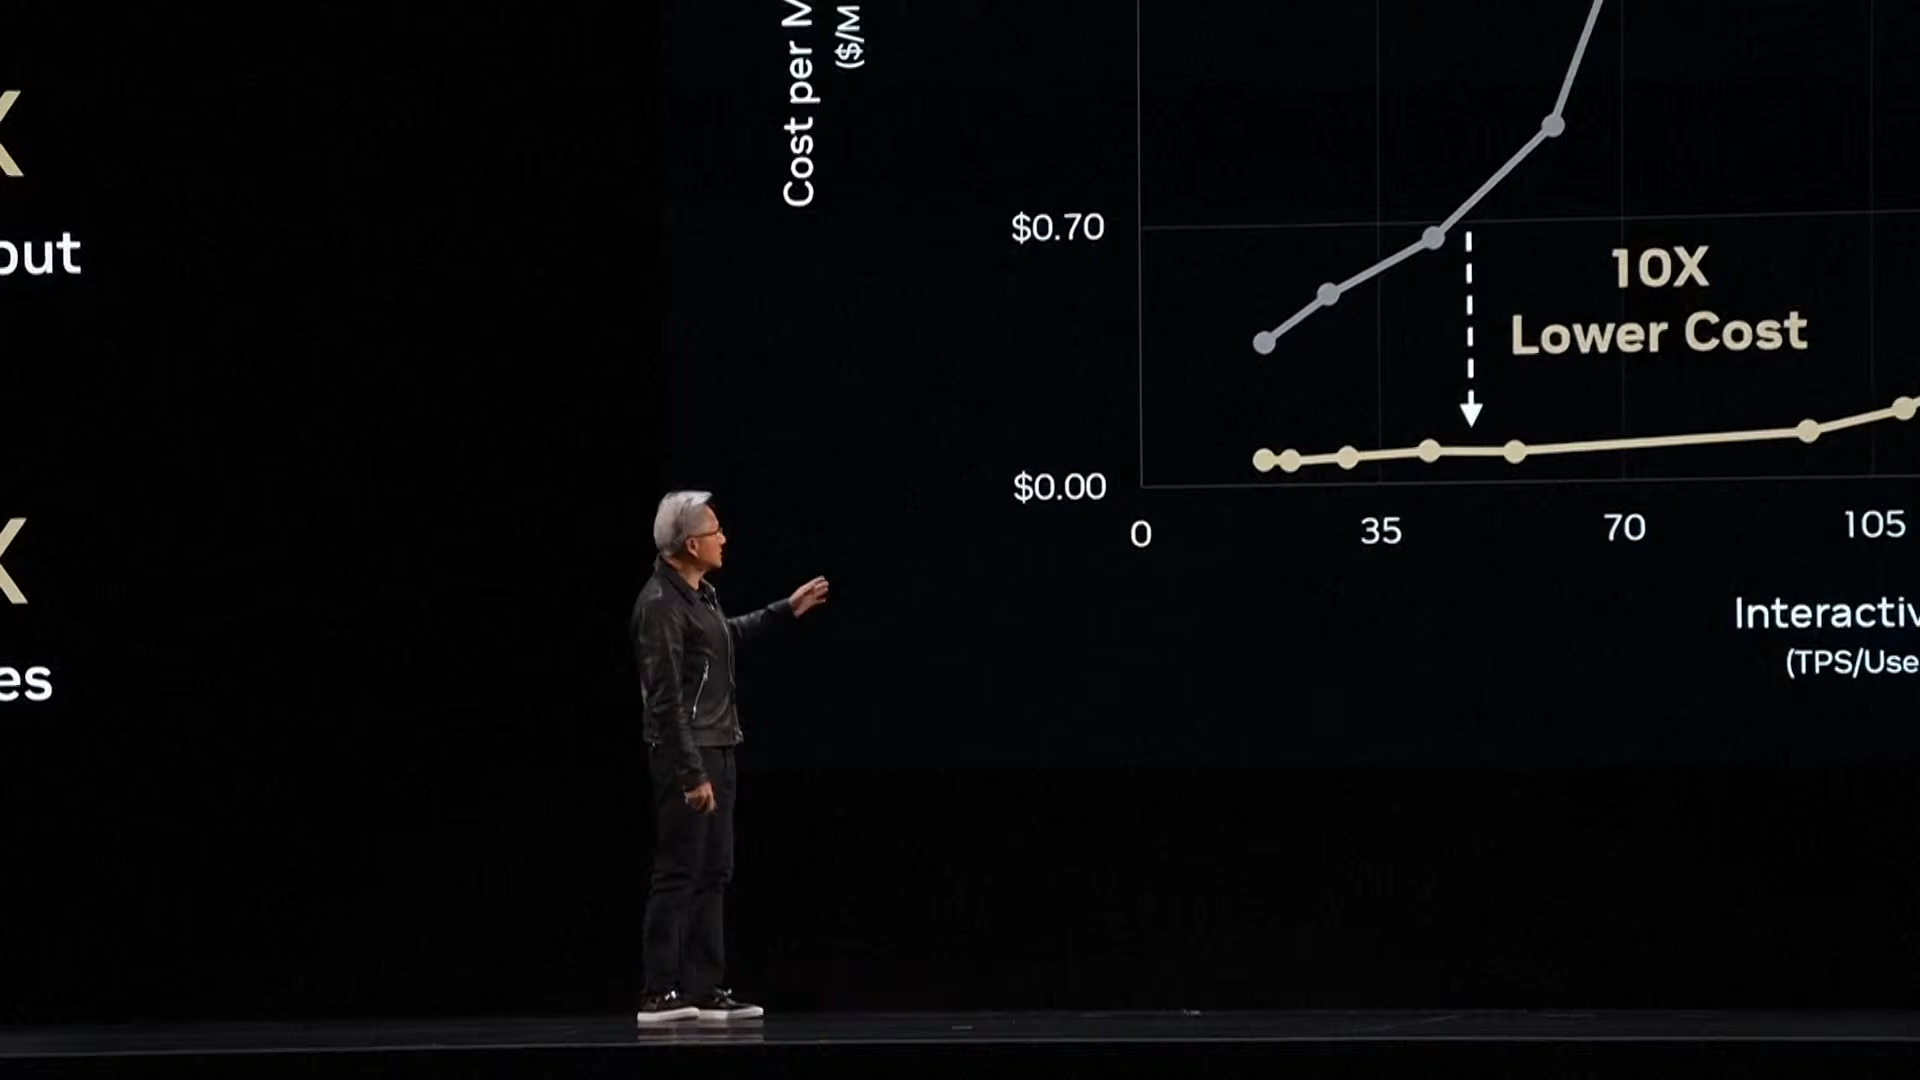 X
out
X
es
Cost per M
($/M
$0.70
$0.00
10X
Lower Cost
0 35 70 105
Interactiv
(TPS/Use